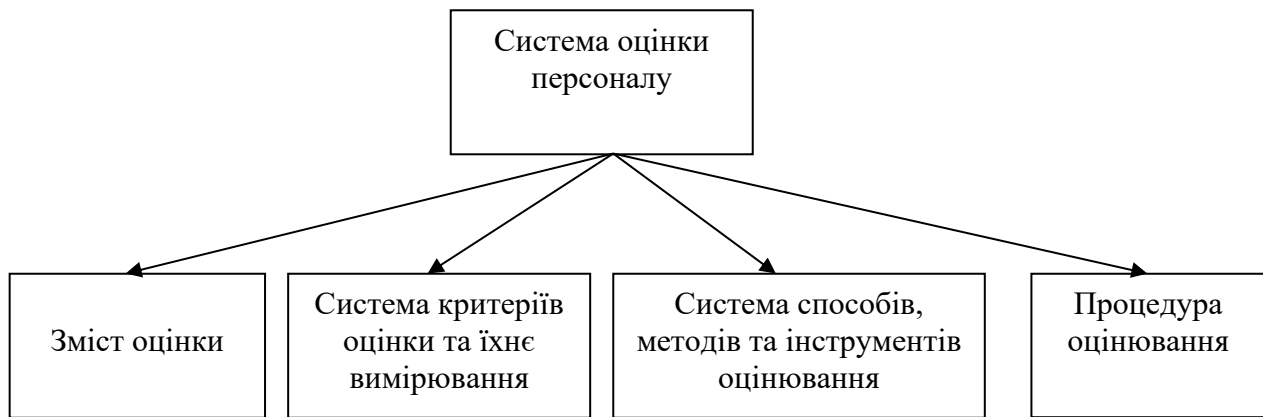 Система оцінки
персоналу
Зміст оцінки
Система критеріїв
оцінки та їхнє
вимірювання
Система способів,
методів та інструментів
оцінювання
Процедура
оцінювання